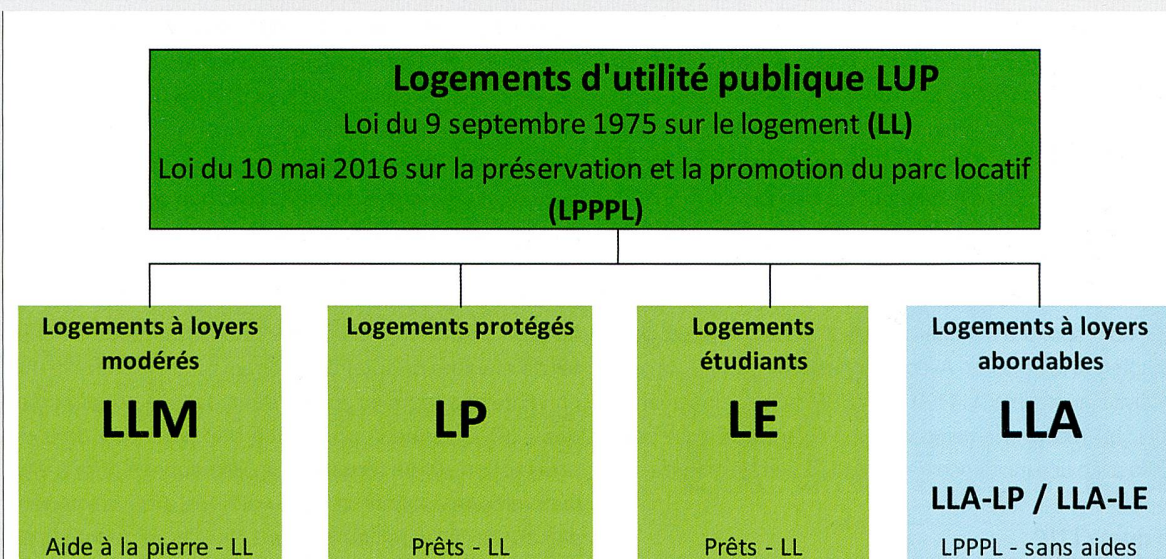 Logements d'utilité publique LUP
Loi du 9 septembre 1975 sur le logement (LL)
Loi du 10 mai 2016 sur la préservation et la promotion du parc locatif
(LPPPL)
Logements à loyers
modérés
LLM
Aide à la pierre - LL
Logements protégés
LP
Prêts - LL
Logements
étudiants
LE
Prêts - LL
Logements à loyers
abordables
LLA
LLA-LP / LLA-LE
LPPPL - sans aides